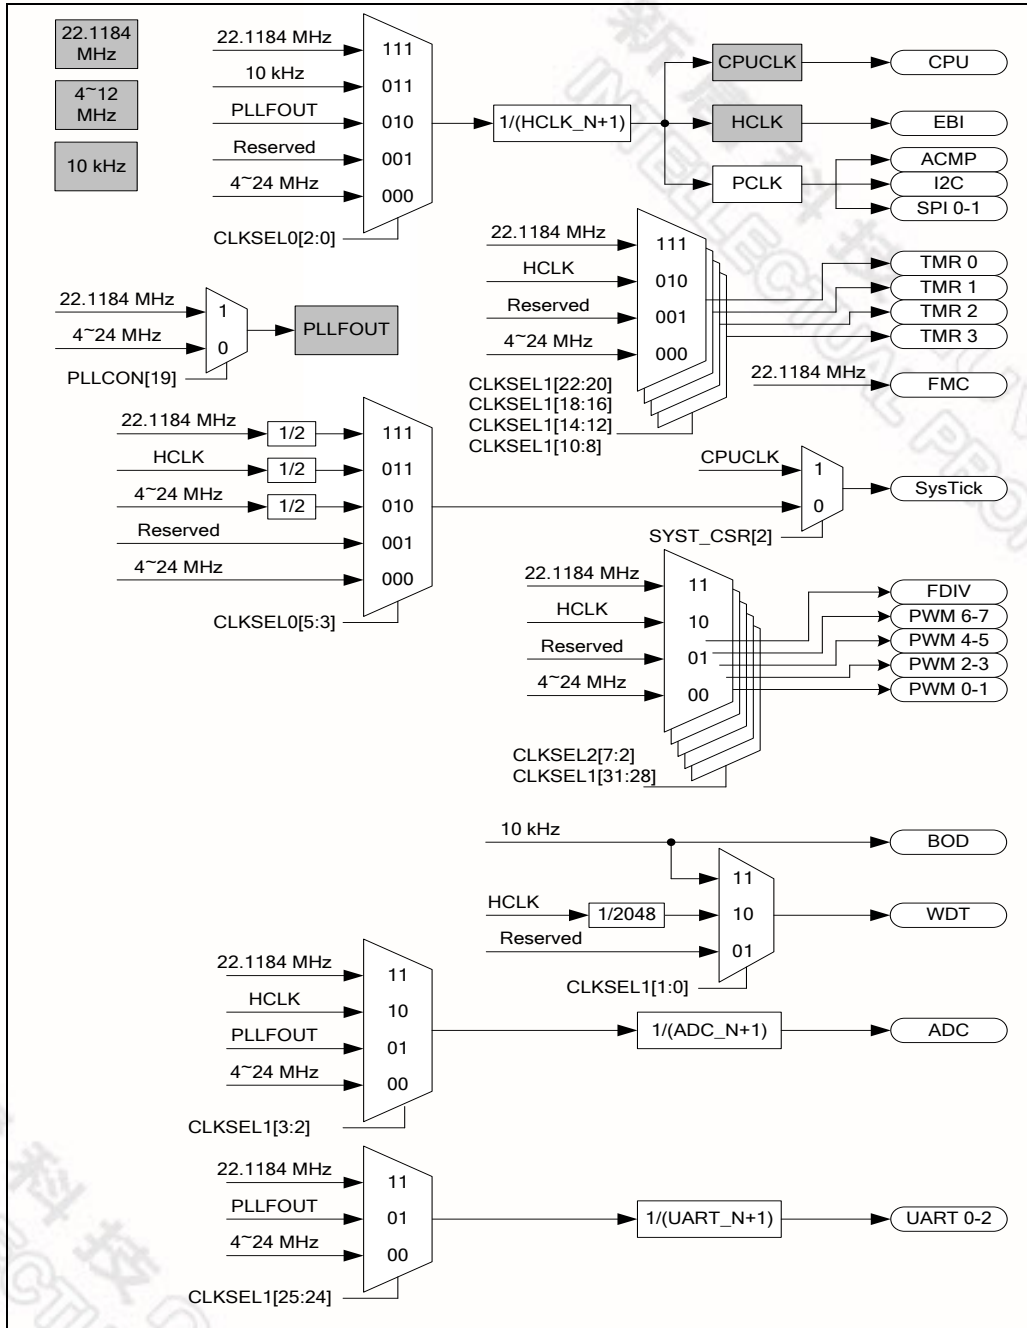 22.1184 MHz
4~12 MHz
10 kHz
22.1184 MHz
10 kHz
PLLFOUT
Reserved
4~24 MHz
111
011
010
001
000
CLKSEL0[2:0]
1/(HCLK_N+1)
CPUCLK
HCLK
PCLK
CPU
EBI
ACMP
I2C
SPI 0-1
22.1184 MHz
HCLK
Reserved
4~24 MHz
111
010
001
000
CLKSEL1[22:20]
CLKSEL1[18:16]
CLKSEL1[14:12]
CLKSEL1[10:8]
TMR 0
TMR 1
TMR 2
TMR 3
22.1184 MHz
FMC
22.1184 MHz
4~24 MHz
1
0
PLLCON[19]
PLLFOUT
22.1184 MHz
HCLK
4~24 MHz
Reserved
4~24 MHz
1/2
1/2
1/2
111
011
010
001
000
CLKSEL0[5:3]
CPUCLK
1
0
SYST_CSR[2]
SysTick
22.1184 MHz
HCLK
Reserved
4~24 MHz
11
10
01
00
CLKSEL2[7:2]
CLKSEL1[31:28]
FDIV
PWM 6-7
PWM 4-5
PWM 2-3
PWM 0-1
10 kHz
BOD
HCLK
1/2048
Reserved
11
10
01
CLKSEL1[1:0]
WDT
22.1184 MHz
HCLK
PLLFOUT
4~24 MHz
11
10
01
00
CLKSEL1[3:2]
1/(ADC_N+1)
ADC
22.1184 MHz
PLLFOUT
4~24 MHz
11
01
00
CLKSEL1[25:24]
1/(UART_N+1)
UART 0-2